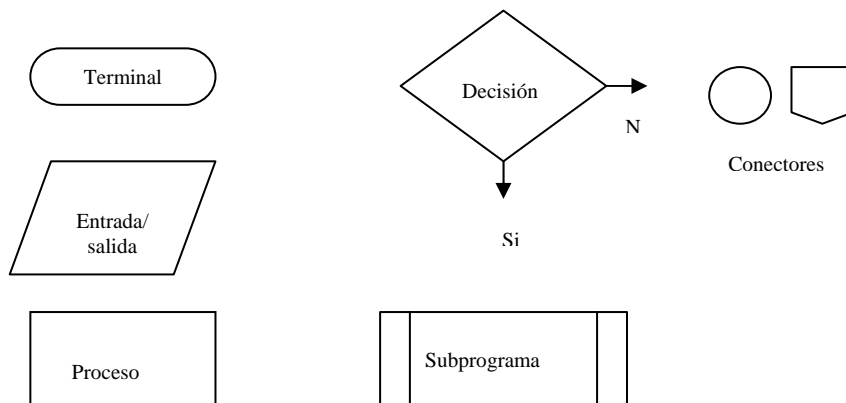 Terminal
Decisión
N
Conectores
Entrada/
salida
Si
Proceso
Subprograma